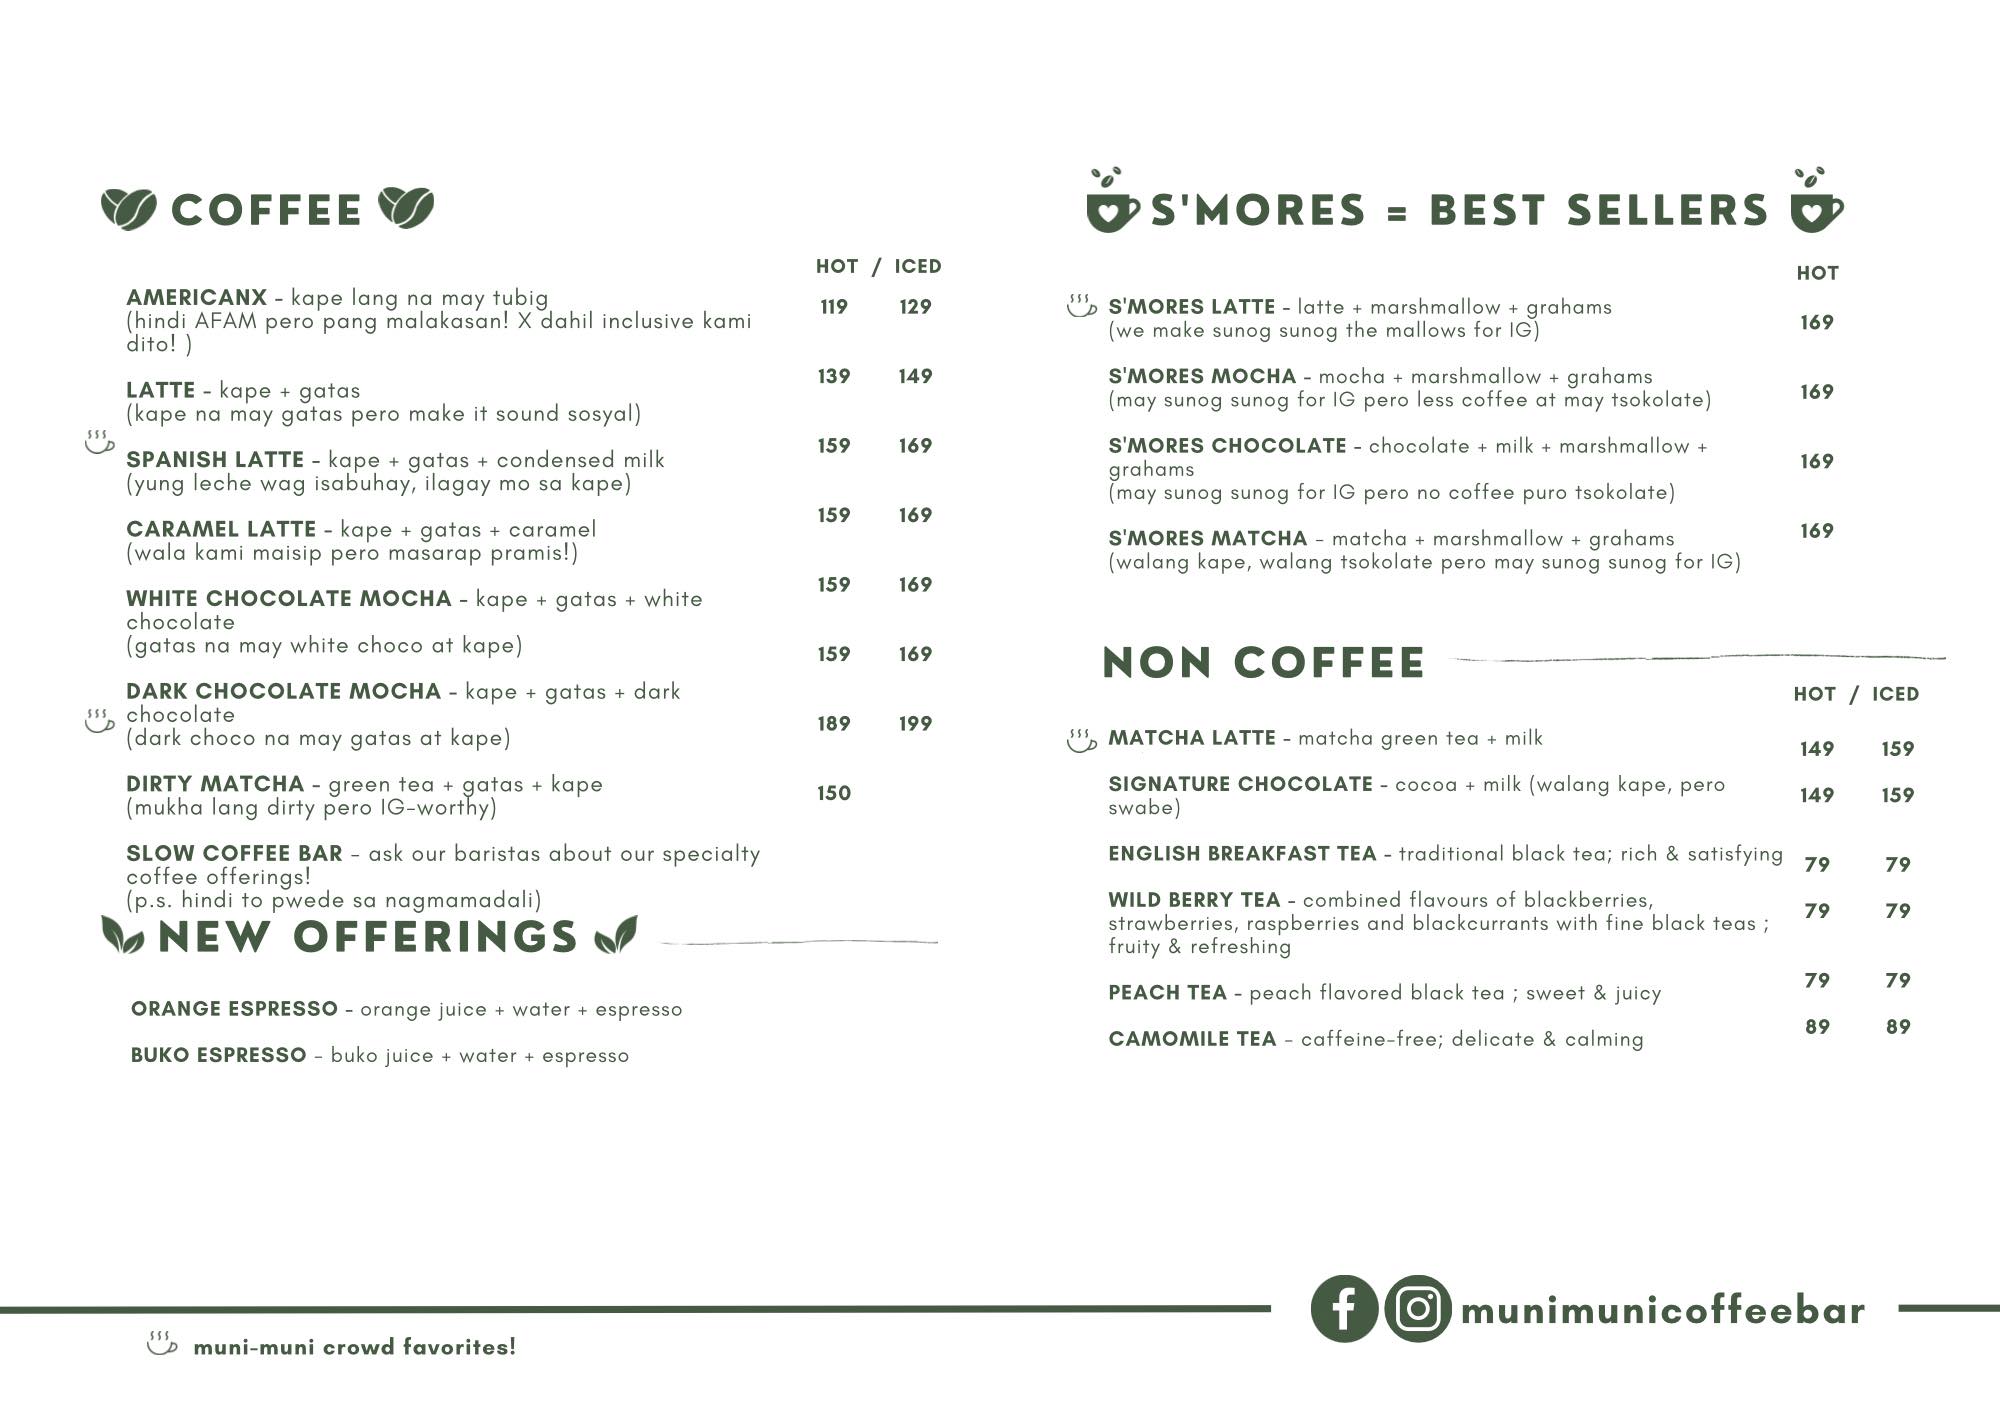 COFFEE
HOT / ICED
AMERICANX - kape lang na may tubig
(hindi AFAM pero pang malakasan! X dahil inclusive kami
dito! )
119 129
LATTE - kape + gatas
(kape na may gatas pero make it sound sosyal)
139 149
SPANISH LATTE - kape + gatas + condensed milk
(yung leche wag isabuhay, ilagay mo sa kape)
159 169
CARAMEL LATTE - kape + gatas + caramel
(wala kami maisip pero masarap pramis!)
159 169
WHITE CHOCOLATE MOCHA - kape + gatas + white
chocolate
(gatas na may white choco at kape)
159 169
DARK CHOCOLATE MOCHA - kape + gatas + dark
chocolate
(dark choco na may gatas at kape)
159 169
DIRTY MATCHA - green tea + gatas + kape
(mukha lang dirty pero IG-worthy)
189 199
SLOW COFFEE BAR - ask our baristas about our specialty
coffee offerings!
(p.s. hindi to pwede sa nagmamadali)
150
NEW OFFERINGS
ORANGE ESPRESSO - orange juice + water + espresso
BUKO ESPRESSO - buko juice + water + espresso
S'MORES = BEST SELLERS
HOT
S'MORES LATTE - latte + marshmallow + grahams
(we make sunog sunog the mallows for IG)
169
S'MORES MOCHA - mocha + marshmallow + grahams
(may sunog sunog for IG pero less coffee at may tsokolate)
169
S'MORES CHOCOLATE - chocolate + milk + marshmallow +
grahams
(may sunog sunog for IG pero no coffee puro tsokolate)
169
S'MORES MATCHA - matcha + marshmallow + grahams
(walang kape, walang tsokolate pero may sunog sunog for IG)
169
NON COFFEE
HOT / ICED
MATCHA LATTE - matcha green tea + milk
149 159
SIGNATURE CHOCOLATE - cocoa + milk (walang kape, pero
swabe)
149 159
ENGLISH BREAKFAST TEA - traditional black tea; rich & satisfying
79 79
WILD BERRY TEA - combined flavours of blackberries,
strawberries, raspberries and blackcurrants with fine black teas ;
fruity & refreshing
79 79
PEACH TEA - peach flavored black tea ; sweet & juicy
79 79
CAMOMILE TEA - caffeine-free; delicate & calming
89 89
munimunicoffeebar
muni-muni crowd favorites!